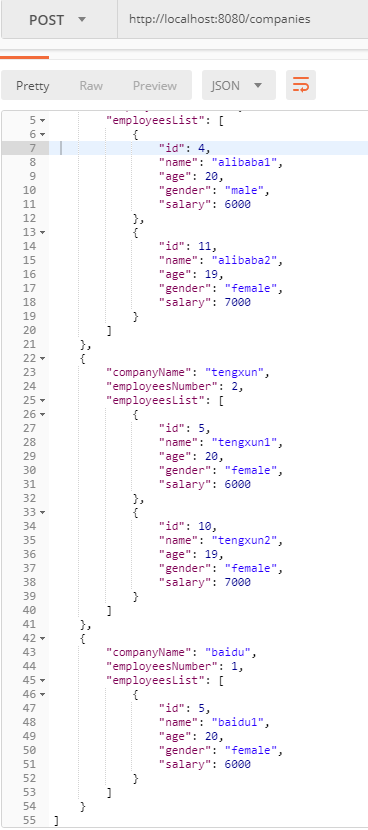 POST http://localhost:8080/companies
Pretty Raw Preview JSON
5 "employeesList": [
6 {
7 "id": 4,
8 "name": "alibaba1",
9 "age": 20,
10 "gender": "male",
11 "salary": 6000
12 },
13 {
14 "id": 11,
15 "name": "alibaba2",
16 "age": 19,
17 "gender": "female",
18 "salary": 7000
19 }
20 ]
21 },
22 {
23 "companyName": "tengxun",
24 "employeesNumber": 2,
25 "employeesList": [
26 {
27 "id": 5,
28 "name": "tengxun1",
29 "age": 20,
30 "gender": "female",
31 "salary": 6000
32 },
33 {
34 "id": 10,
35 "name": "tengxun2",
36 "age": 19,
37 "gender": "female",
38 "salary": 7000
39 }
40 ]
41 },
42 {
43 "companyName": "baidu",
44 "employeesNumber": 1,
45 "employeesList": [
46 {
47 "id": 5,
48 "name": "baidu1",
49 "age": 20,
50 "gender": "female",
51 "salary": 6000
52 }
53 ]
54 }
55 ]